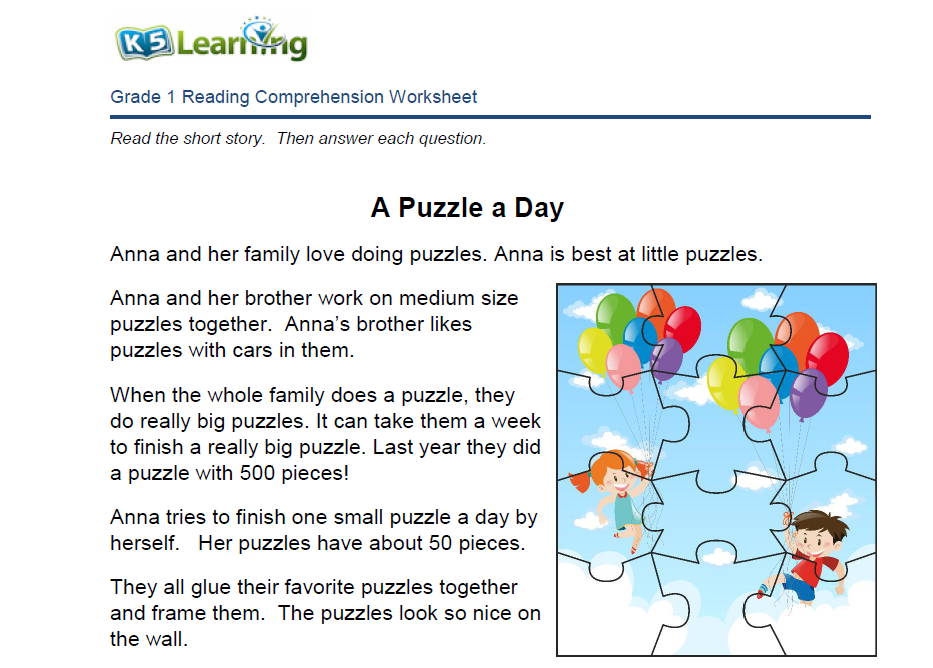 K5 Learning
Grade 1 Reading Comprehension Worksheet
Read the short story. Then answer each question.
A Puzzle a Day
Anna and her family love doing puzzles. Anna is best at little puzzles.
Anna and her brother work on medium size
puzzles together. Anna's brother likes
puzzles with cars in them.
When the whole family does a puzzle, they
do really big puzzles. It can take them a week
to finish a really big puzzle. Last year they did
a puzzle with 500 pieces!
Anna tries to finish one small puzzle a day by
herself. Her puzzles have about 50 pieces.
They all glue their favorite puzzles together
and frame them. The puzzles look so nice on
the wall.